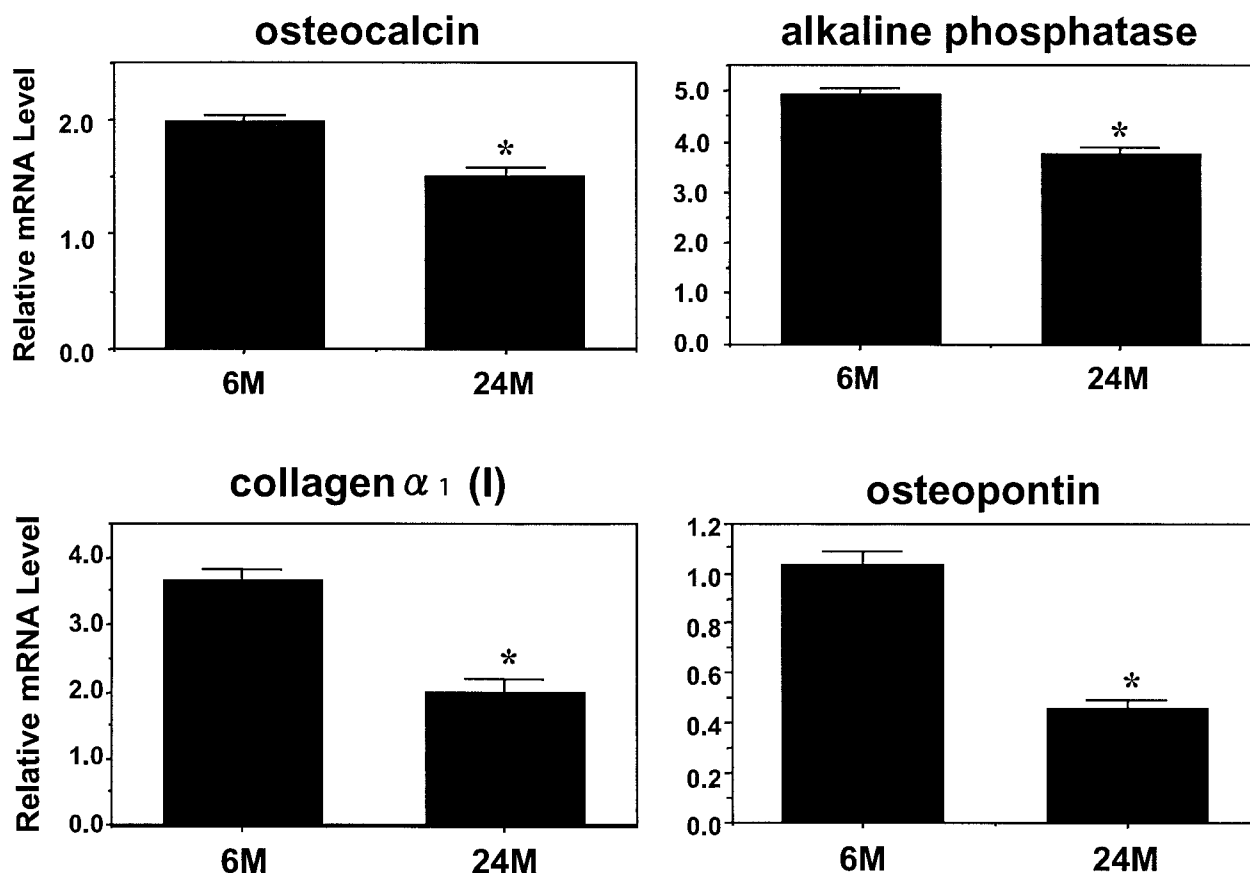 osteocalcin
Relative mRNA Level
2.0
1.0
0.0
*
6M
24M
alkaline phosphatase
5.0
4.0
3.0
2.0
1.0
0.0
*
6M
24M
collagen α 1 (I)
Relative mRNA Level
4.0
3.0
2.0
1.0
0.0
*
6M
24M
osteopontin
1.2
1.0
0.8
0.6
0.4
0.2
0.0
*
6M
24M